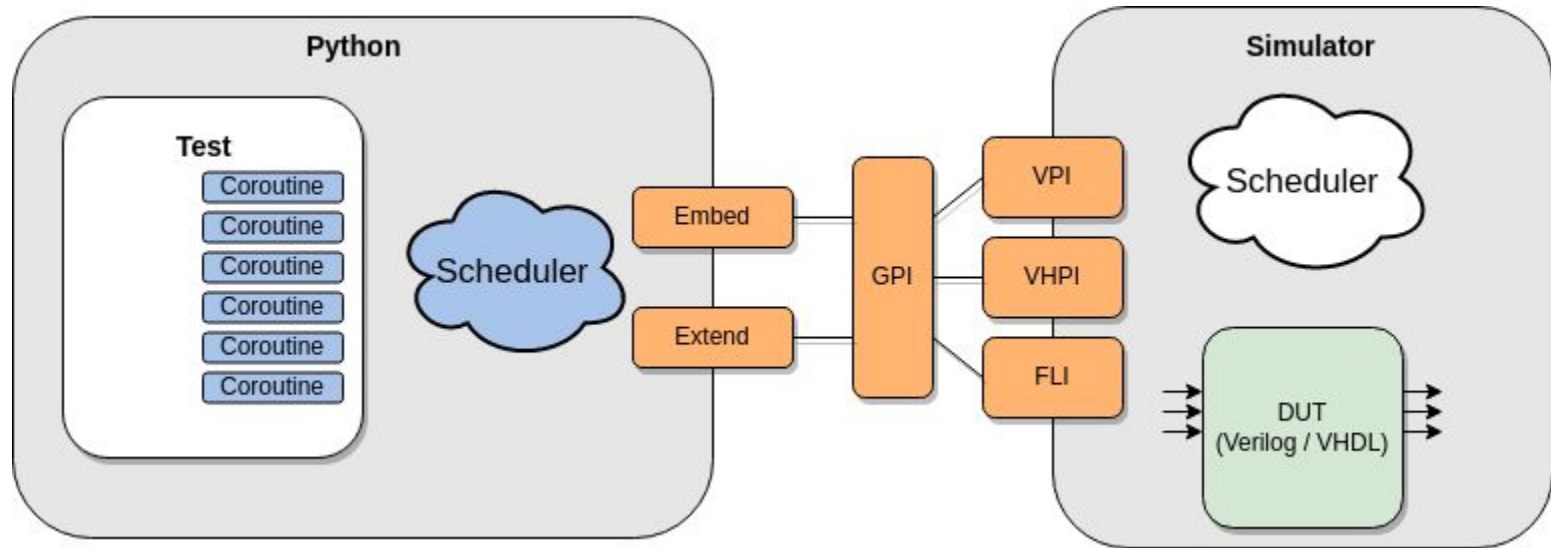 Python
Test
Coroutine
Coroutine
Coroutine
Coroutine
Coroutine
Coroutine
Scheduler
Embed
Extend
GPI
VPI
VHPI
FLI
Simulator
Scheduler
DUT
(Verilog / VHDL)